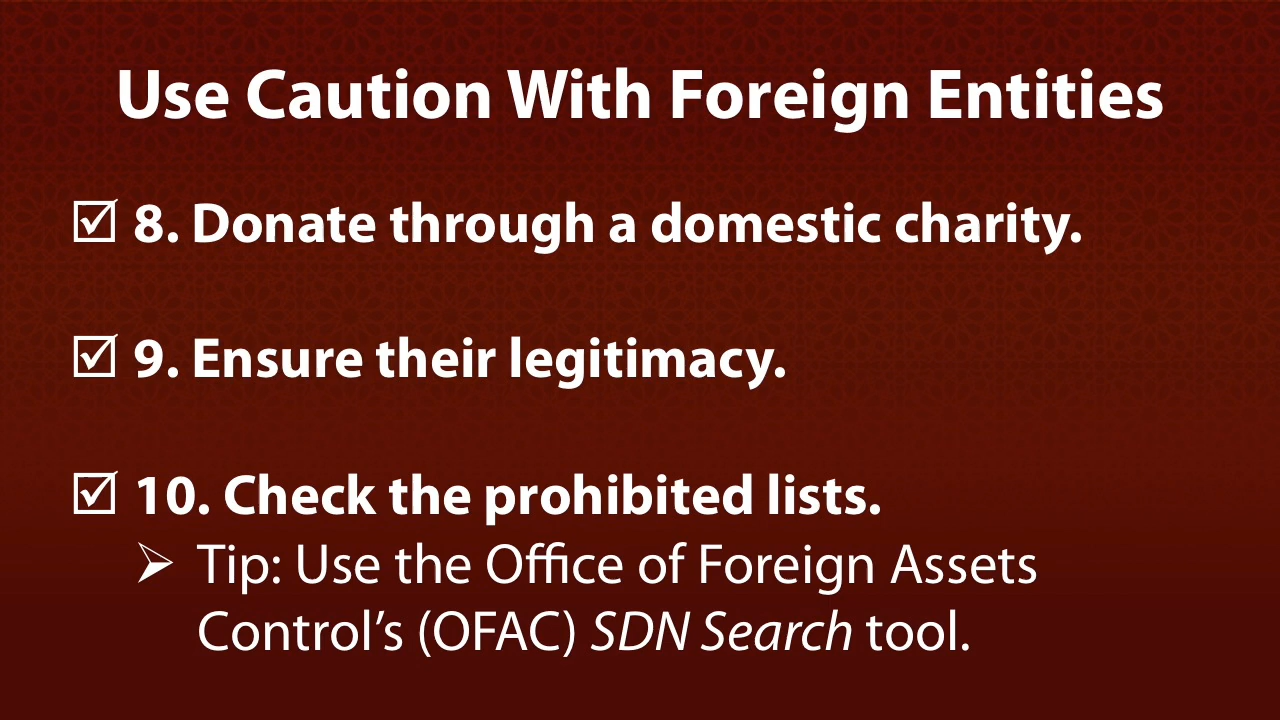 Use Caution With Foreign Entities
☑ 8. Donate through a domestic charity.
☑ 9. Ensure their legitimacy.
☑ 10. Check the prohibited lists.
➢ Tip: Use the Office of Foreign Assets
Control’s (OFAC) SDN Search tool.